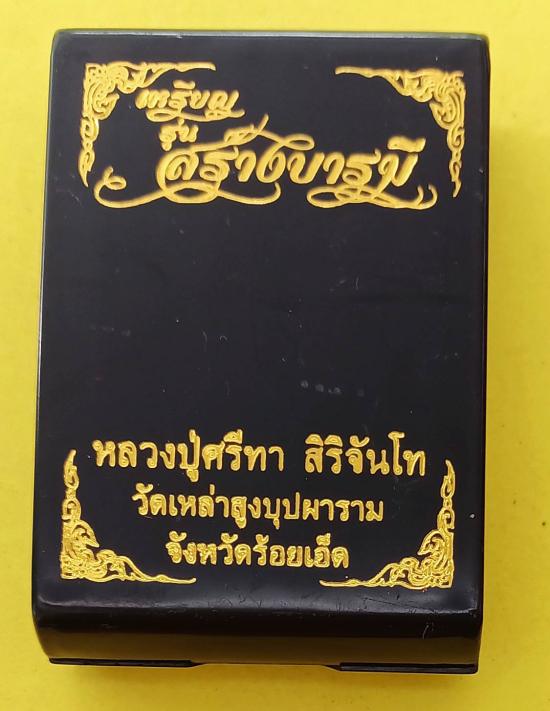 เหรียญ
รุ่น
สร้างบารมี
หลวงปู่ศรีทา สิริจันโท
วัดเหล่าสูงบุปผาราม
จังหวัดร้อยเอ็ด